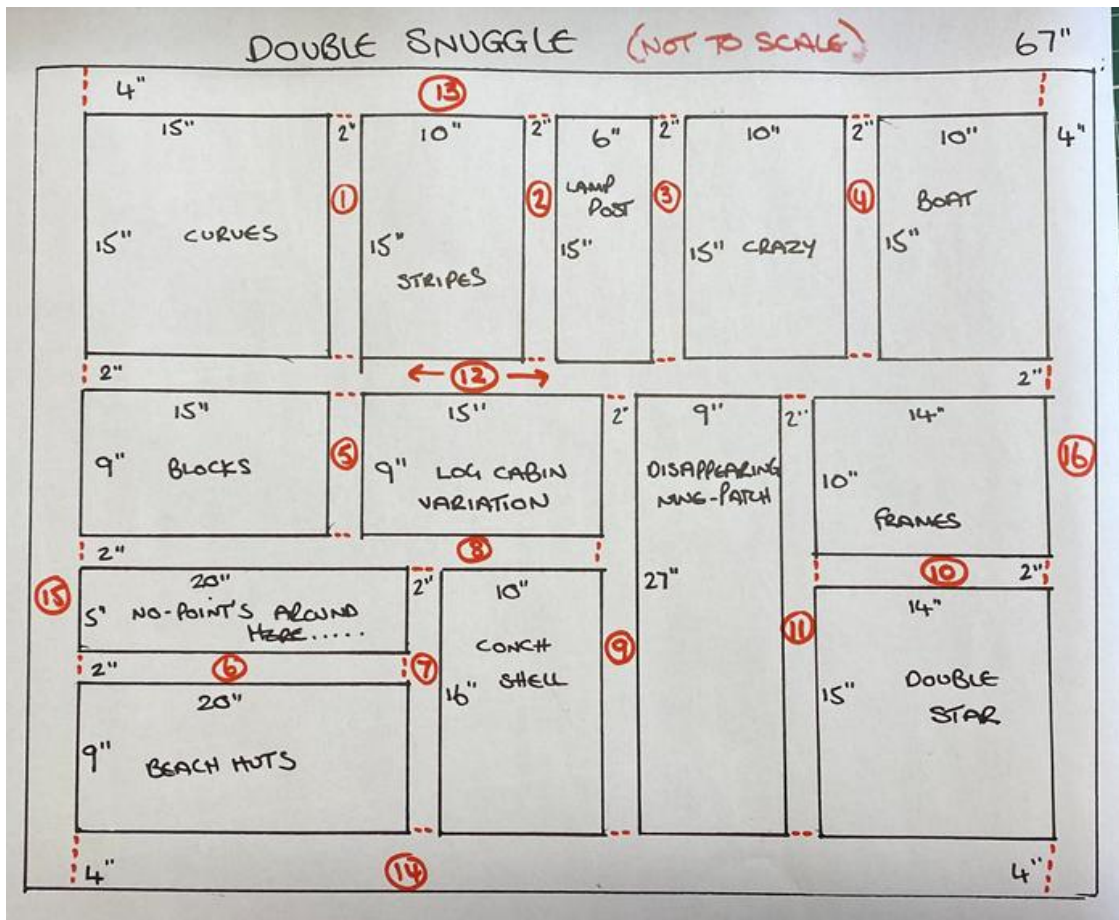 DOUBLE SNUGGLE (NOT TO SCALE) 67"
4" 13
15" 2" 10" 2" 6" 2" 10" 2" 10" 4"
LAMP
POST
1 2 3 4
BOAT
15" CURVES 15" 15" 15" CRAZY 15"
STRIPES
2" ← 12 → 2"
15" 15" 2" 9" 2" 14"
9" BLOCKS 5 9" LOG CABIN
VARIATION
DISAPPEARING
NINE-PATCH
10"
FRAMES
16
2" 8
10 2"
15 20" 2" 10" 27" 14"
5" NO-POINT'S AROUND
HERE.....
2" 6 7
CONCH
SHELL
16" 9 11
15" DOUBLE
STAR
20"
9" BEACH HUTS
4" 14 4"